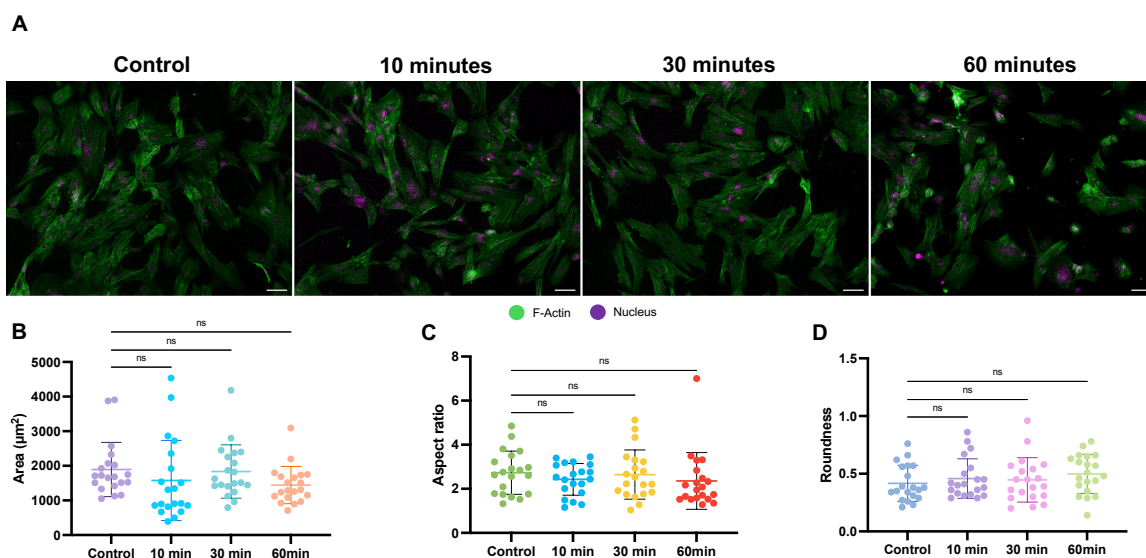 A
Control
10 minutes
30 minutes
60 minutes
F-Actin
Nucleus
B
ns
ns
ns
5000
4000
3000
2000
1000
0
Area (µm²)
Control
10 min
30 min
60min
C
ns
ns
ns
8
6
4
2
0
Aspect ratio
Control
10 min
30 min
60min
D
ns
ns
ns
1.5
1.0
0.5
0.0
Roundness
Control
10 min
30 min
60min